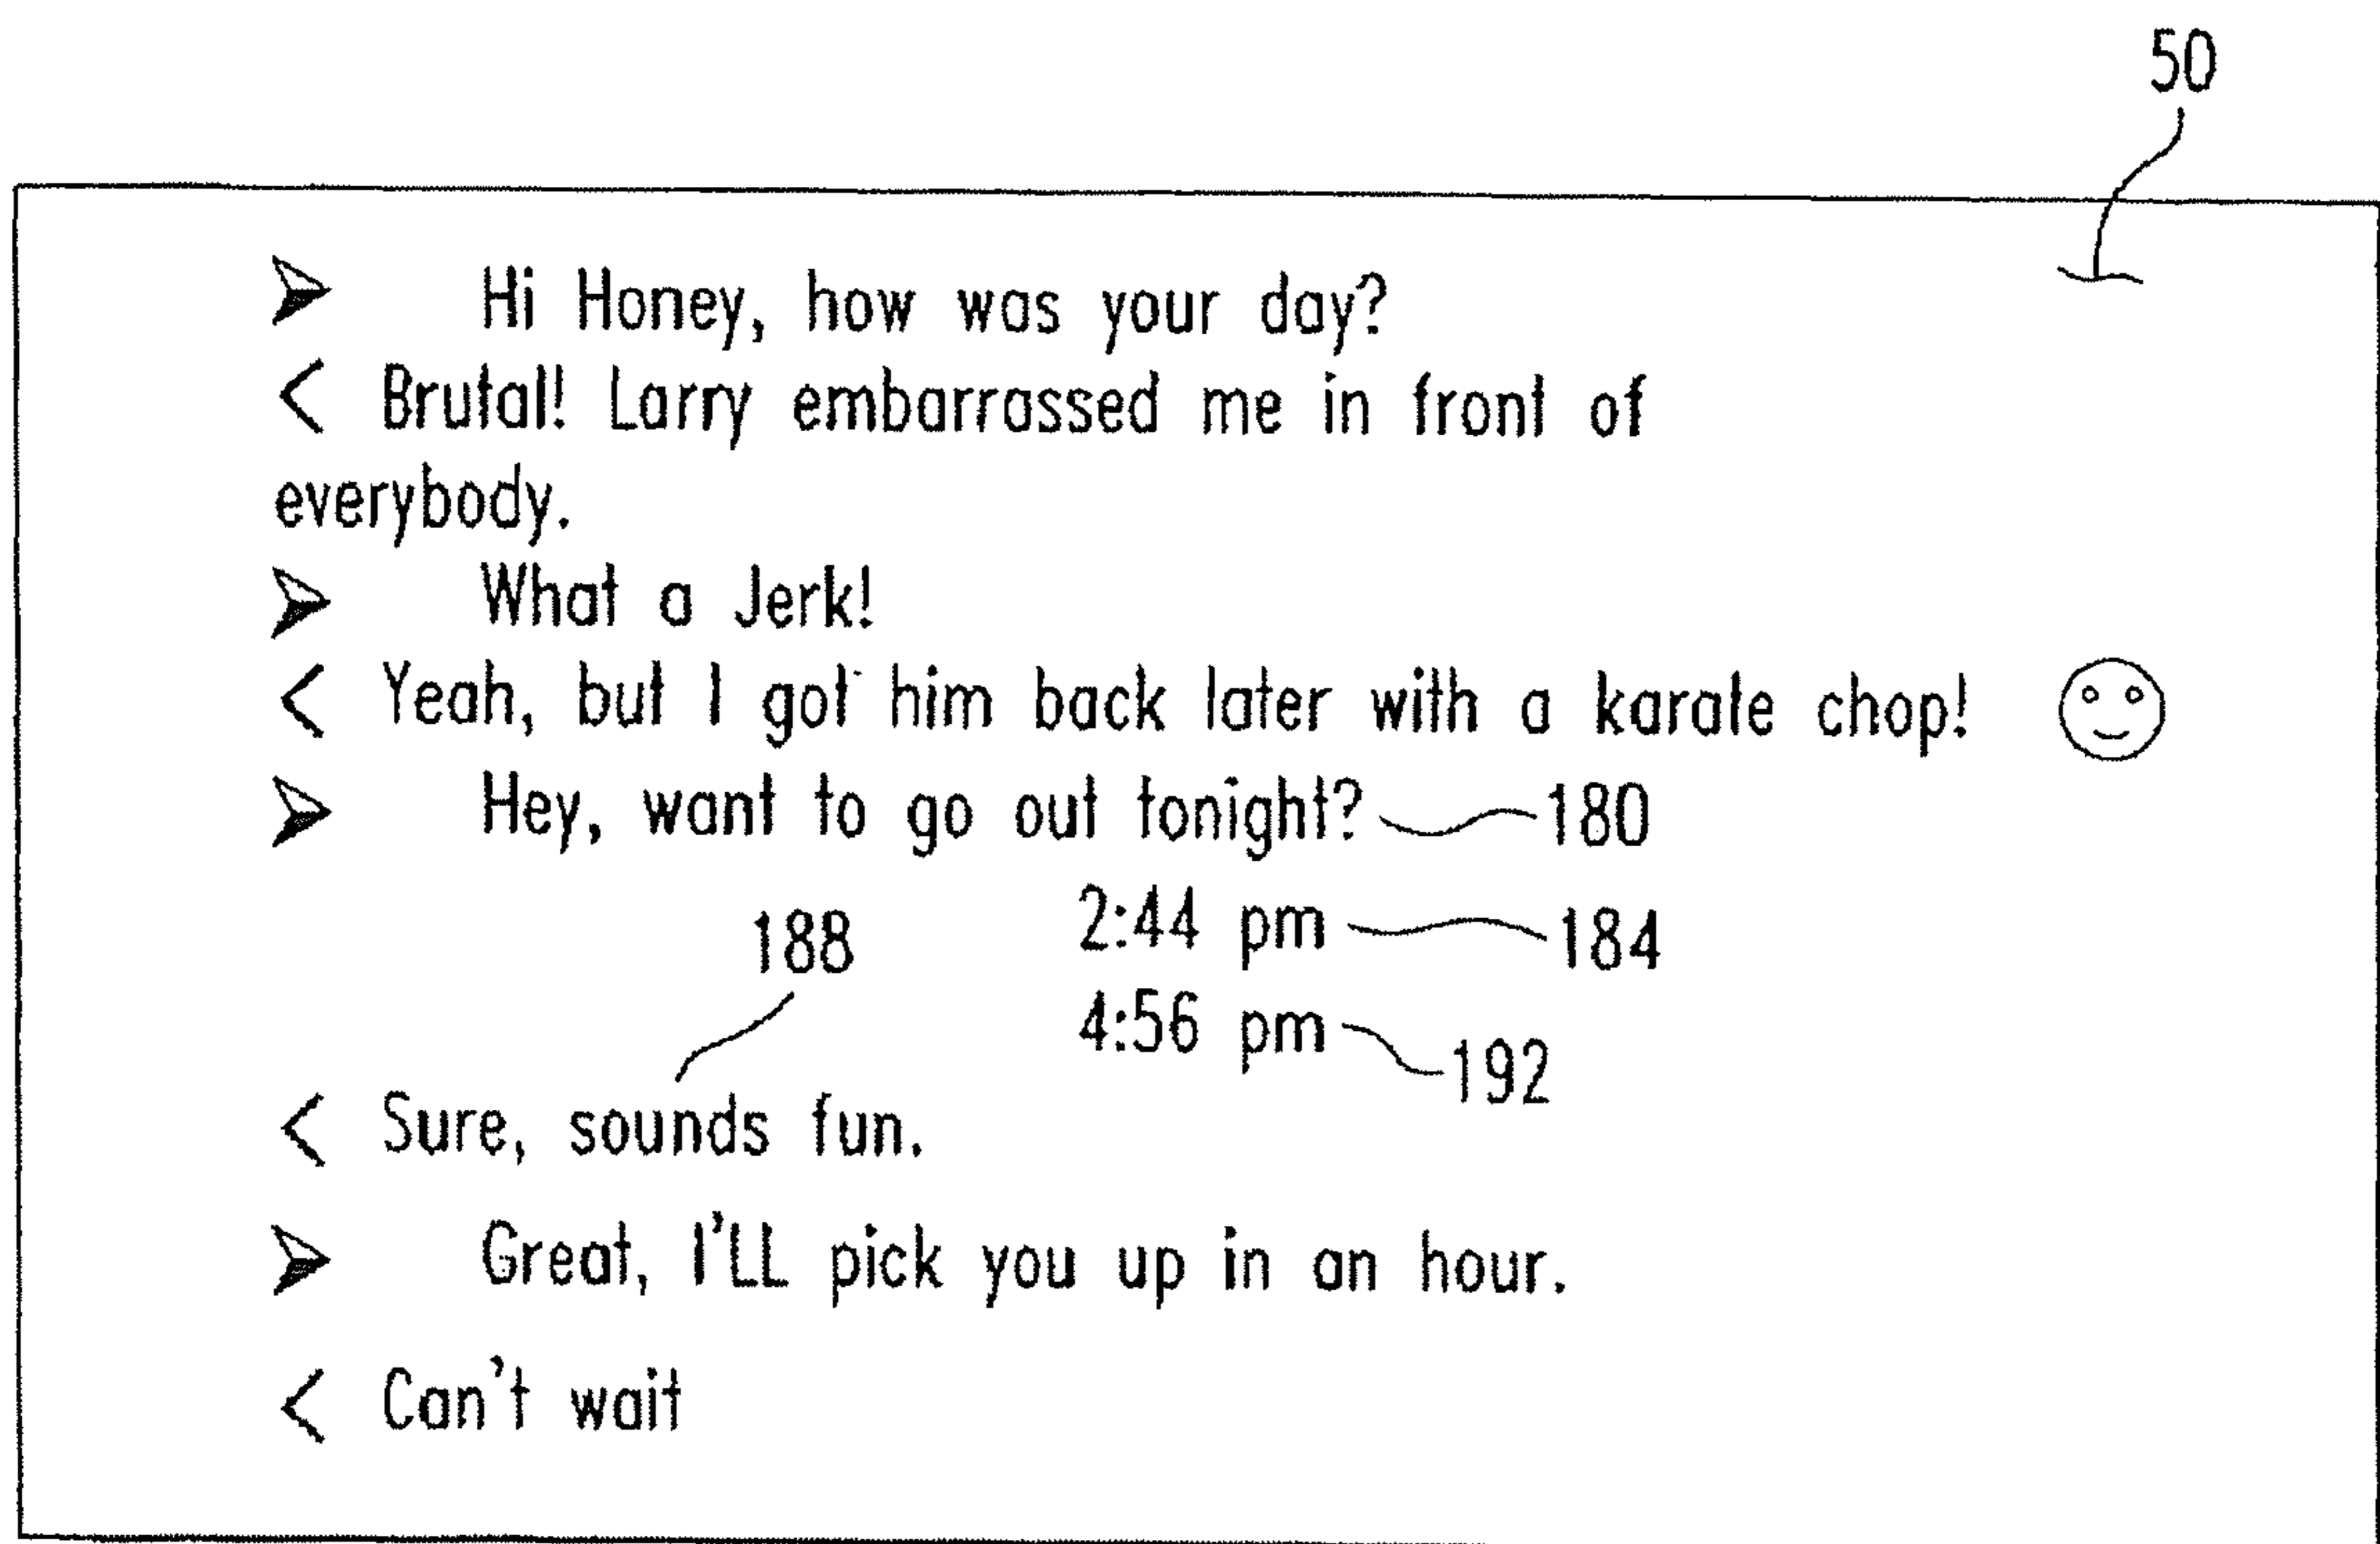 50
➢ Hi Honey, how was your day?
< Brutal! Larry embarrassed me in front of
everybody.
➢ What a Jerk!
< Yeah, but I got him back later with a karate chop! ☺
➢ Hey, want to go out tonight? 180
2:44 pm 184
188
4:56 pm 192
< Sure, sounds fun.
➢ Great, I'LL pick you up in an hour.
< Can't wait